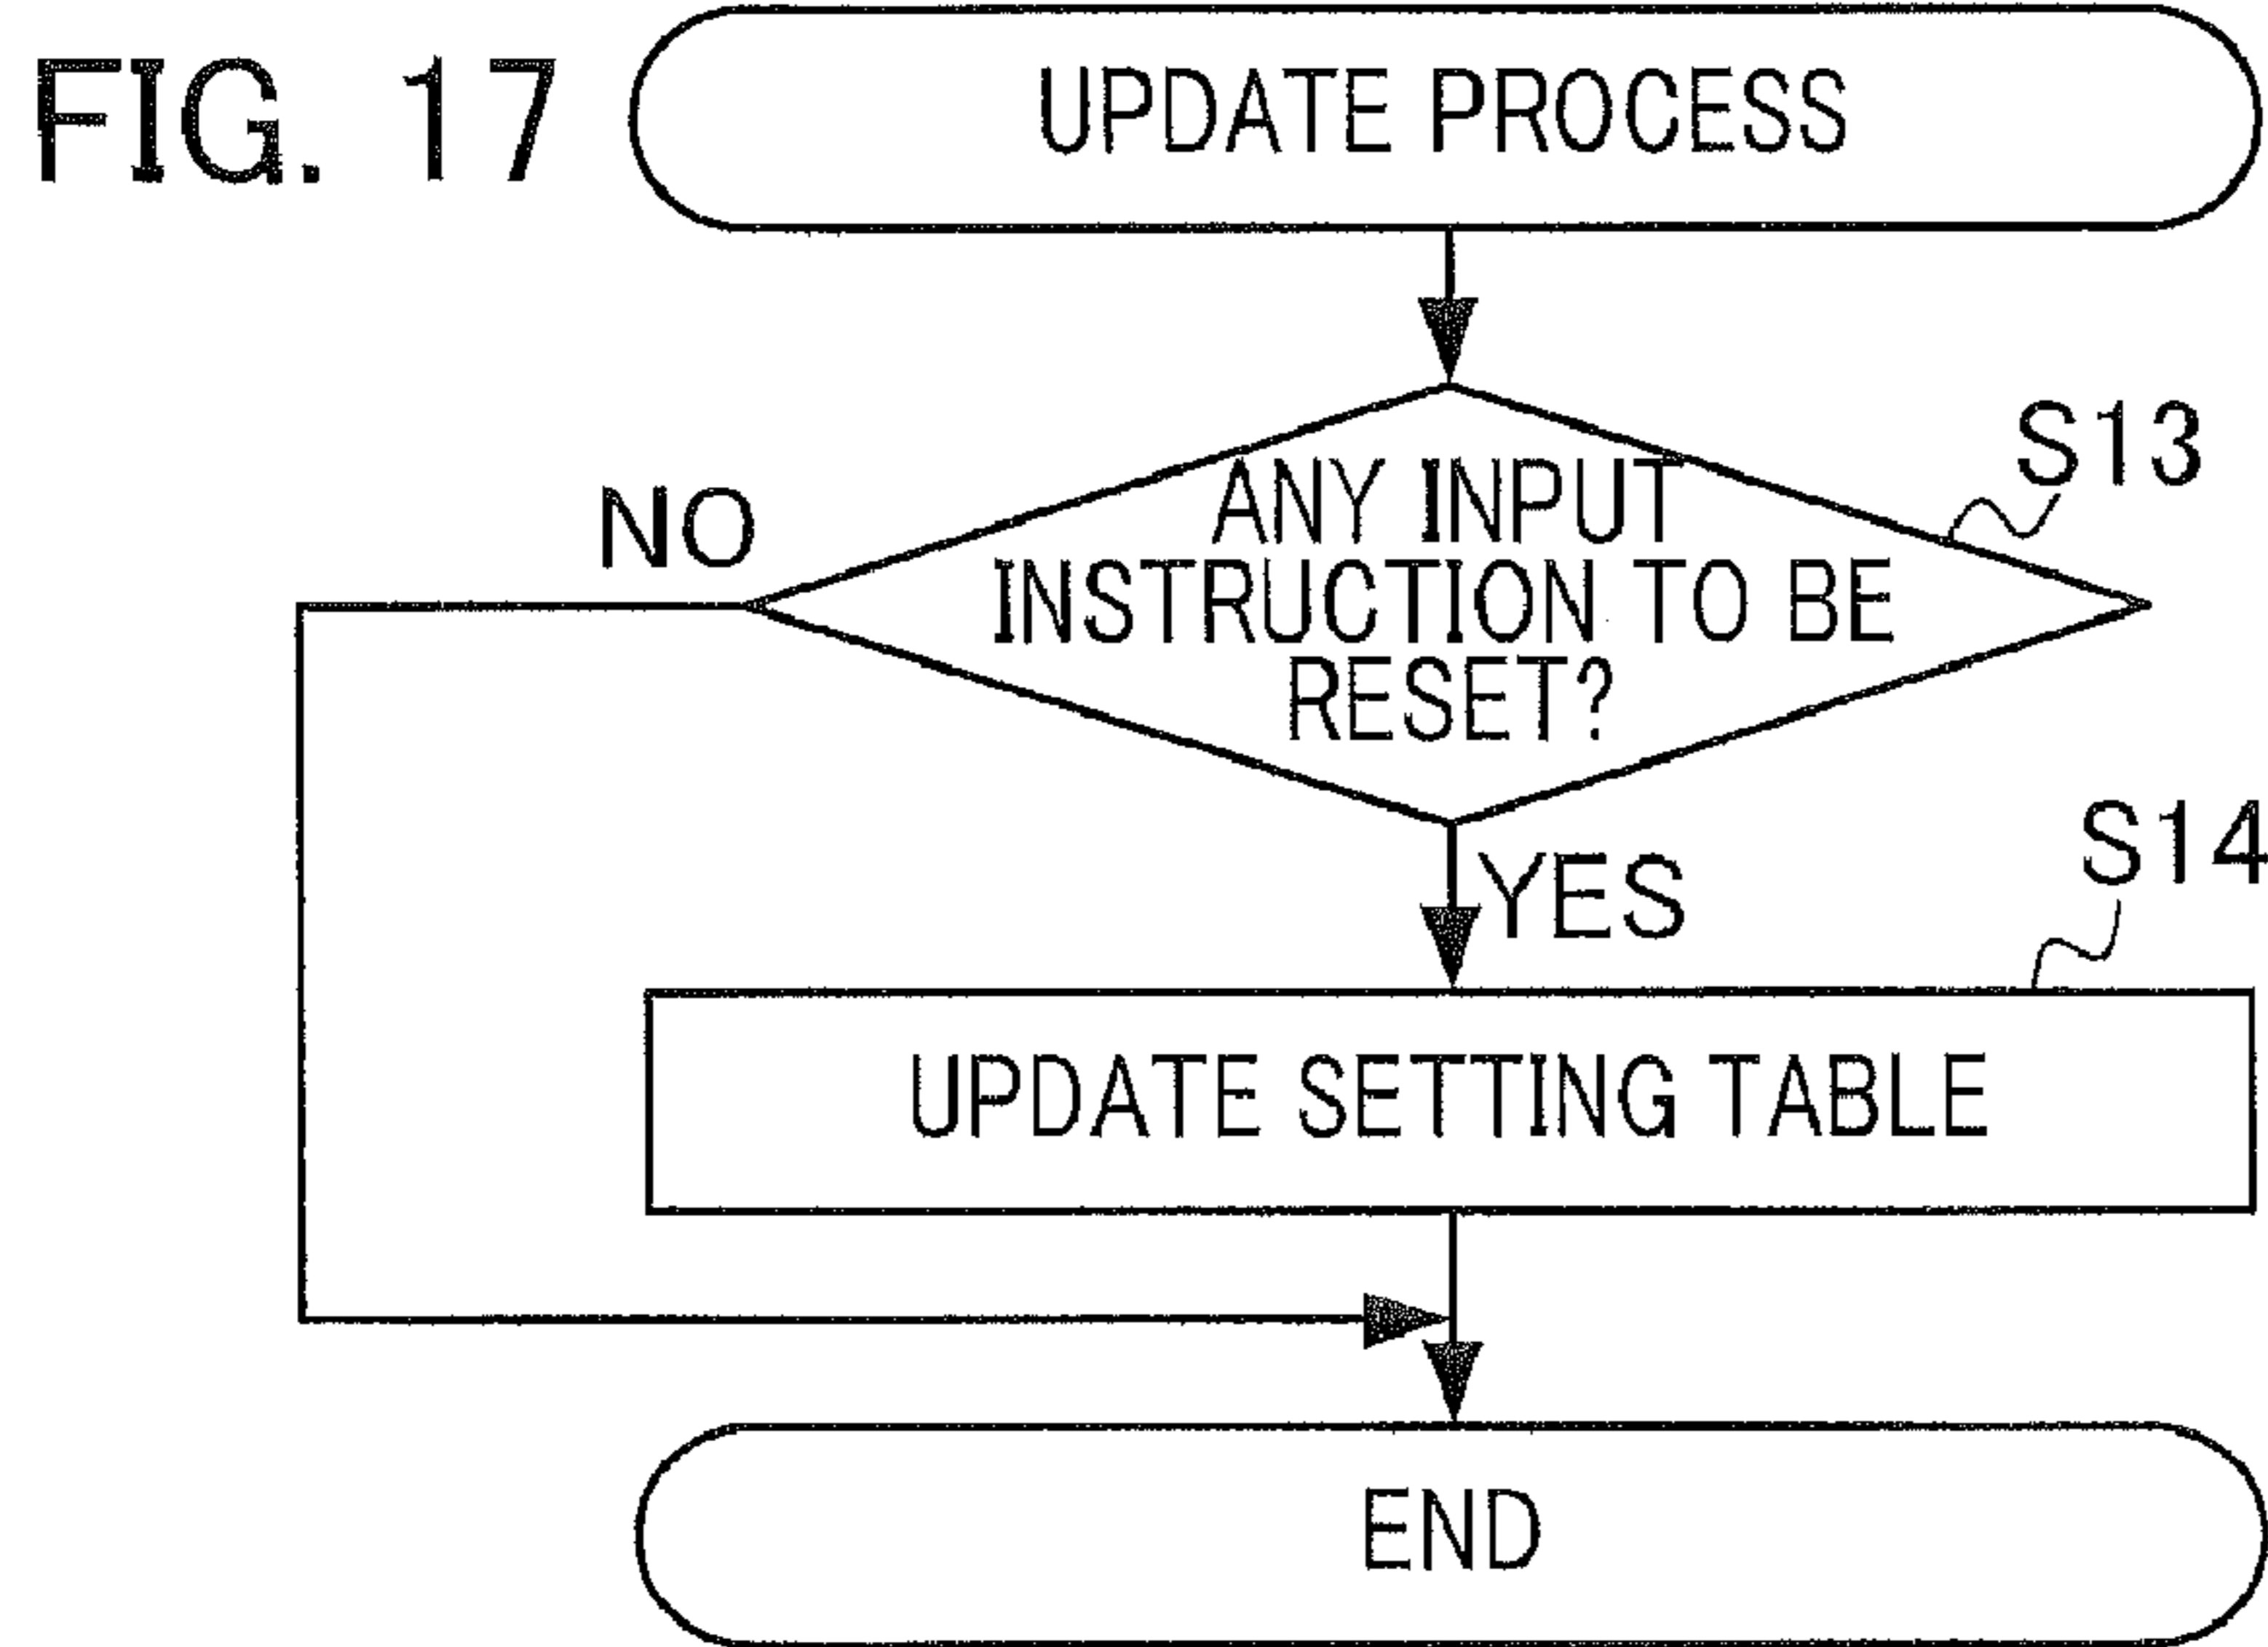 FIG. 17
UPDATE PROCESS
S13
ANY INPUT
INSTRUCTION TO BE
RESET?
NO
YES
S14
UPDATE SETTING TABLE
END